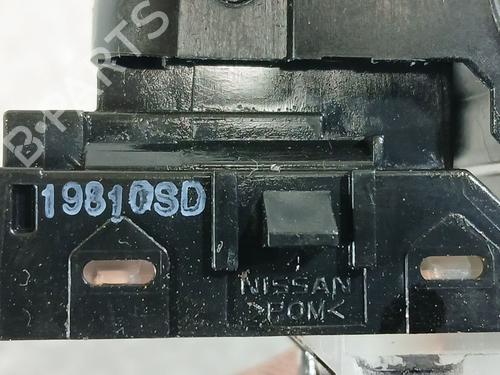 B-PARTS
19810SD
NISSAN
>POM<